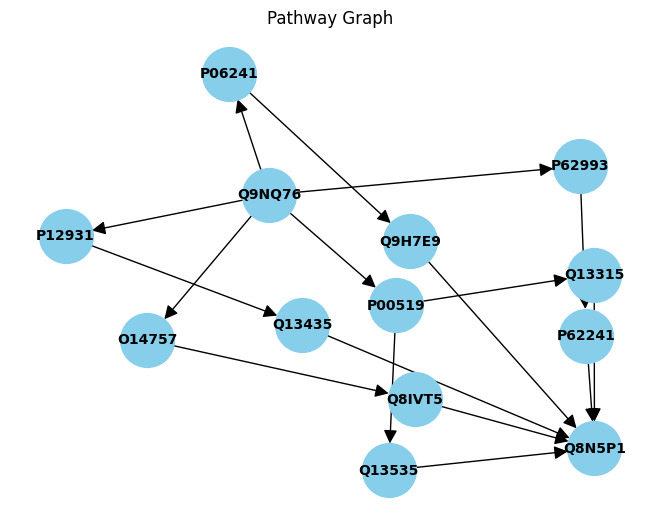 Pathway Graph
P06241
P62993
Q9NQ76
P12931
Q9H7E9
Q13315
P00519
Q13435
P62241
O14757
Q8IVT5
Q8N5P1
Q13535